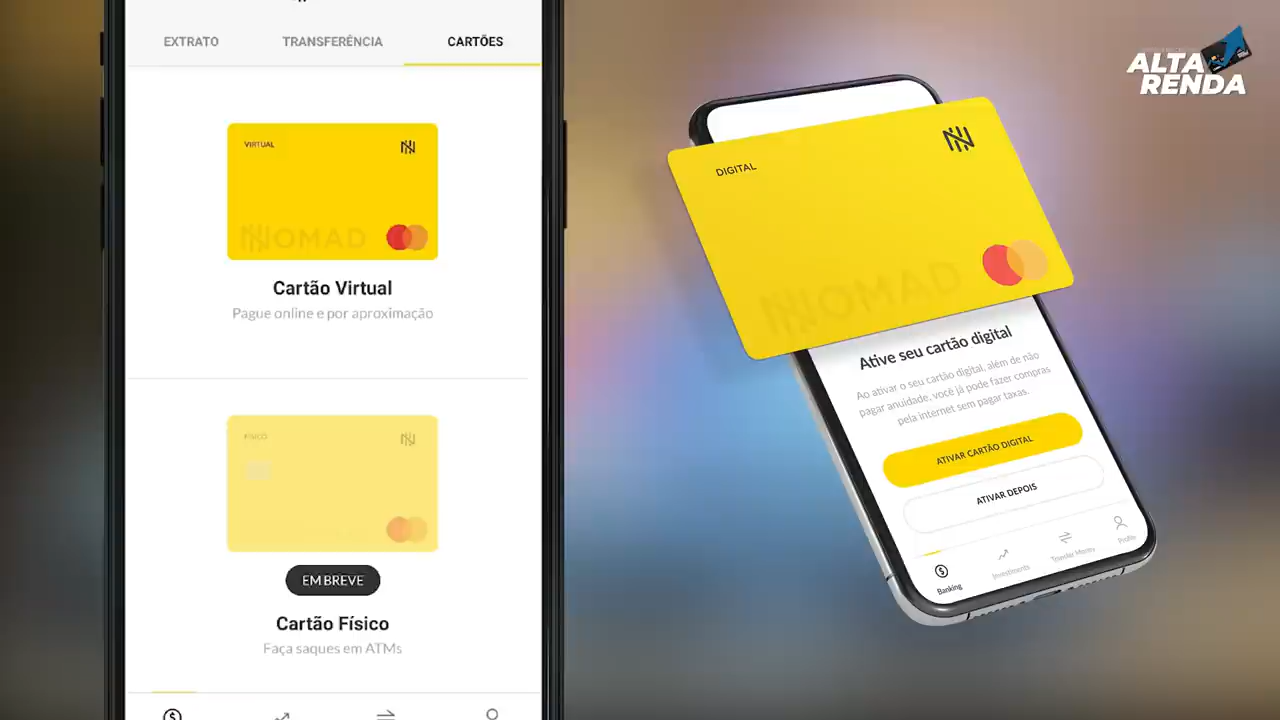 EXTRATO
TRANSFERÊNCIA
CARTÕES
VIRTUAL
NOMAD
Cartão Virtual
Pague online e por aproximação
FÍSICO
EM BREVE
Cartão Físico
Faça saques em ATMs
DIGITAL
NOMAD
Ative seu cartão digital
Ao ativar o seu cartão digital, além de não
pagar anuidade, você já pode fazer compras
pela internet sem pagar taxas.
ATIVAR CARTÃO DIGITAL
ATIVAR DEPOIS
Banking
Investments
Transfer Money
Profile
ALTA
RENDA